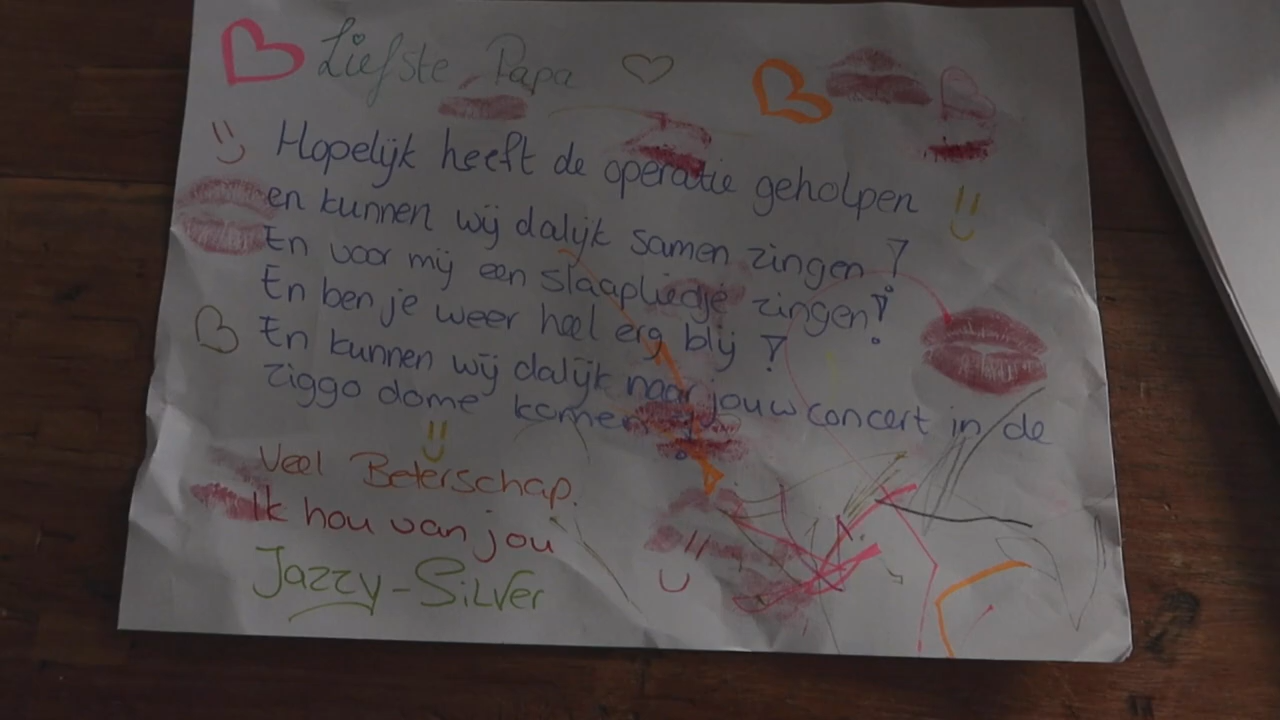 Liefste Papa
Hopelijk heeft de operatie geholpen
en kunnen wij dalijk samen zingen?
En voor mij een slaapliedje zingen?
En ben je weer heel erg blij?
En kunnen wij dalijk naar jouw concert in de
ziggo dome komen?
Veel Beterschap.
Ik hou van jou
Jazzy-Silver